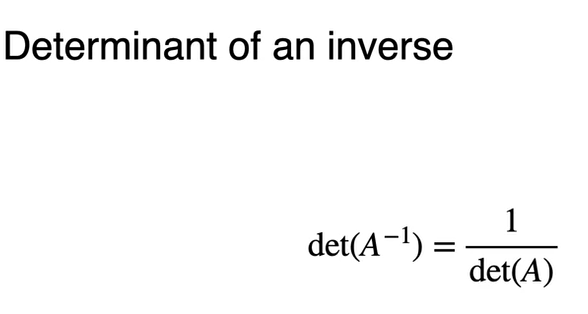 Determinant of an inverse
det(A⁻¹) = 1/det(A)